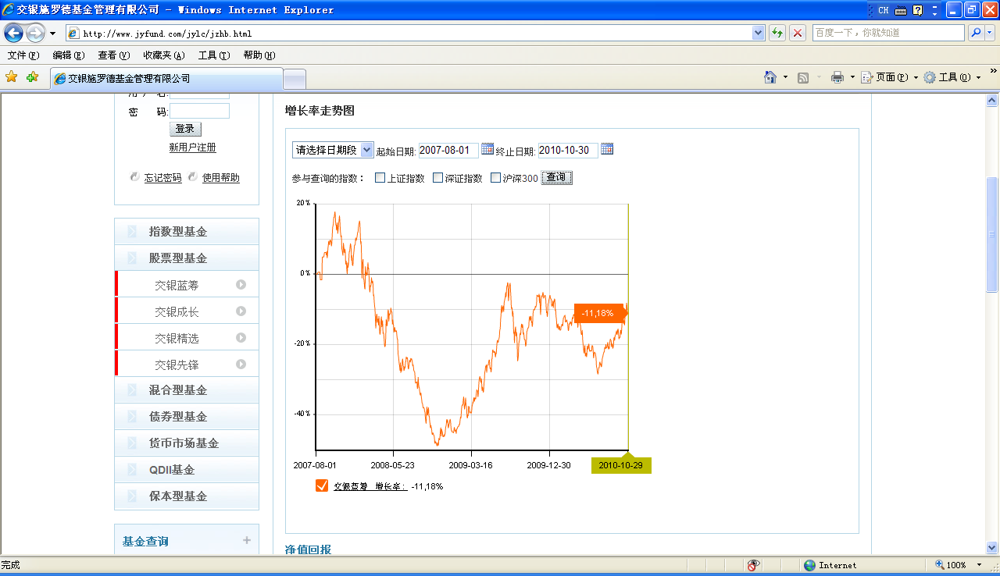 交银施罗德基金管理有限公司 - Windows Internet Explorer
CH
http://www.jyfund.com/jylc/jzhb.html
百度一下，你就知道
文件(F) 编辑(E) 查看(V) 收藏夹(A) 工具(T) 帮助(H)
交银施罗德基金管理有限公司
页面(P) 工具(O)
密 码:
登录
新用户注册
忘记密码 使用帮助
指数型基金
股票型基金
交银蓝筹
交银成长
交银精选
交银先锋
混合型基金
债券型基金
货币市场基金
QDII基金
保本型基金
基金查询
增长率走势图
请选择日期段 起始日期: 2007-08-01 终止日期: 2010-10-30
参与查询的指数： 上证指数 深证指数 沪深300 查询
20%
0%
-11,18%
-20%
-40%
2007-08-01 2008-05-23 2009-03-16 2009-12-30 2010-10-29
交银蓝筹 增长率: -11,18%
净值回报
完成 Internet 100%